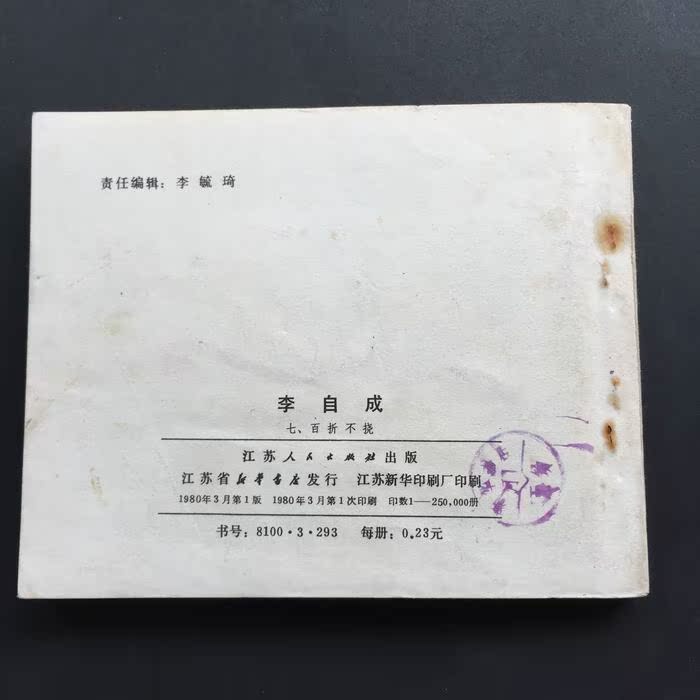 责任编辑：李毓琦
李自成
七、百折不挠
江苏人民出版社出版
江苏省新华书店发行 江苏新华印刷厂印刷
1980年3月第1版 1980年3月第1次印刷 印数1—250,000册
书号：8100·3·293 每册：0.23元